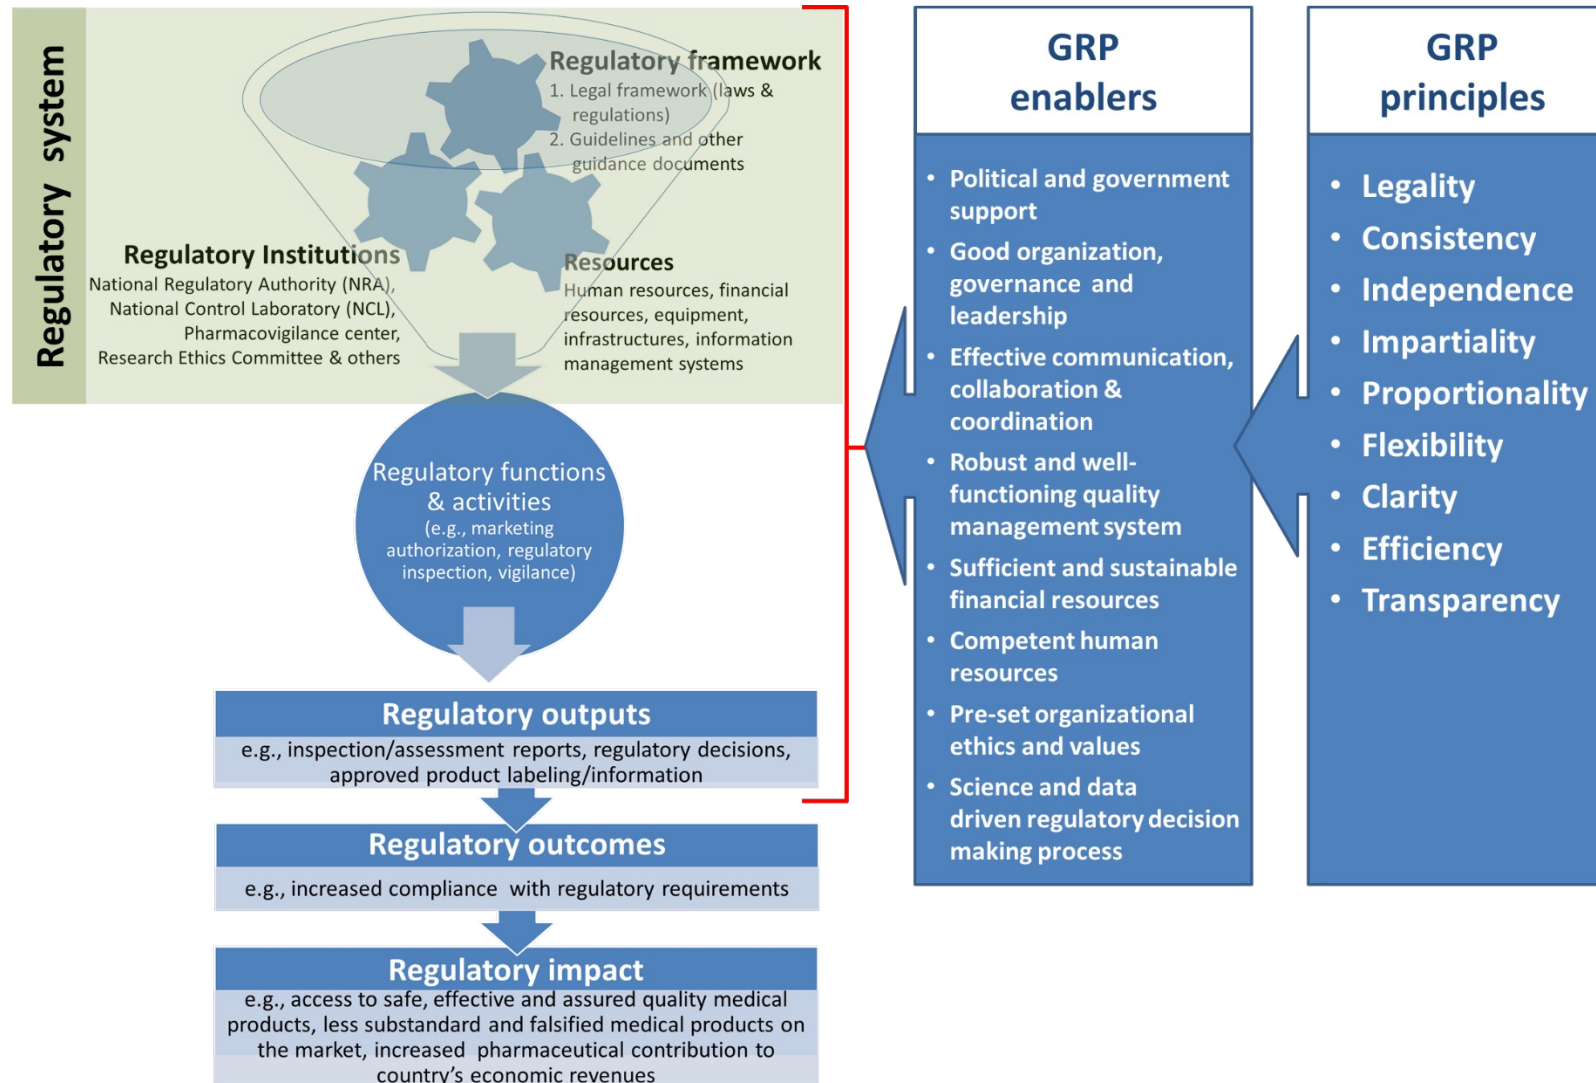 Regulatory system
Regulatory framework
1. Legal framework (laws &
regulations)
2. Guidelines and other
guidance documents
Regulatory Institutions
National Regulatory Authority (NRA),
National Control Laboratory (NCL),
Pharmacovigilance center,
Research Ethics Committee & others
Resources
Human resources, financial
resources, equipment,
infrastructures, information
management systems
Regulatory functions
& activities
(e.g., marketing
authorization, regulatory
inspection, vigilance)
Regulatory outputs
e.g., inspection/assessment reports, regulatory decisions,
approved product labeling/information
Regulatory outcomes
e.g., increased compliance with regulatory requirements
Regulatory impact
e.g., access to safe, effective and assured quality medical
products, less substandard and falsified medical products on
the market, increased pharmaceutical contribution to
country's economic revenues
GRP
enablers
• Political and government
support
• Good organization,
governance and
leadership
• Effective communication,
collaboration &
coordination
• Robust and well-
functioning quality
management system
• Sufficient and sustainable
financial resources
• Competent human
resources
• Pre-set organizational
ethics and values
• Science and data
driven regulatory decision
making process
GRP
principles
• Legality
• Consistency
• Independence
• Impartiality
• Proportionality
• Flexibility
• Clarity
• Efficiency
• Transparency